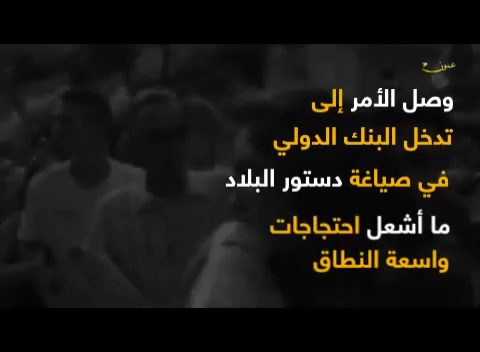 وصل الأمر إلى
تدخل البنك الدولي
في صياغة دستور البلاد
ما أشعل احتجاجات
واسعة النطاق